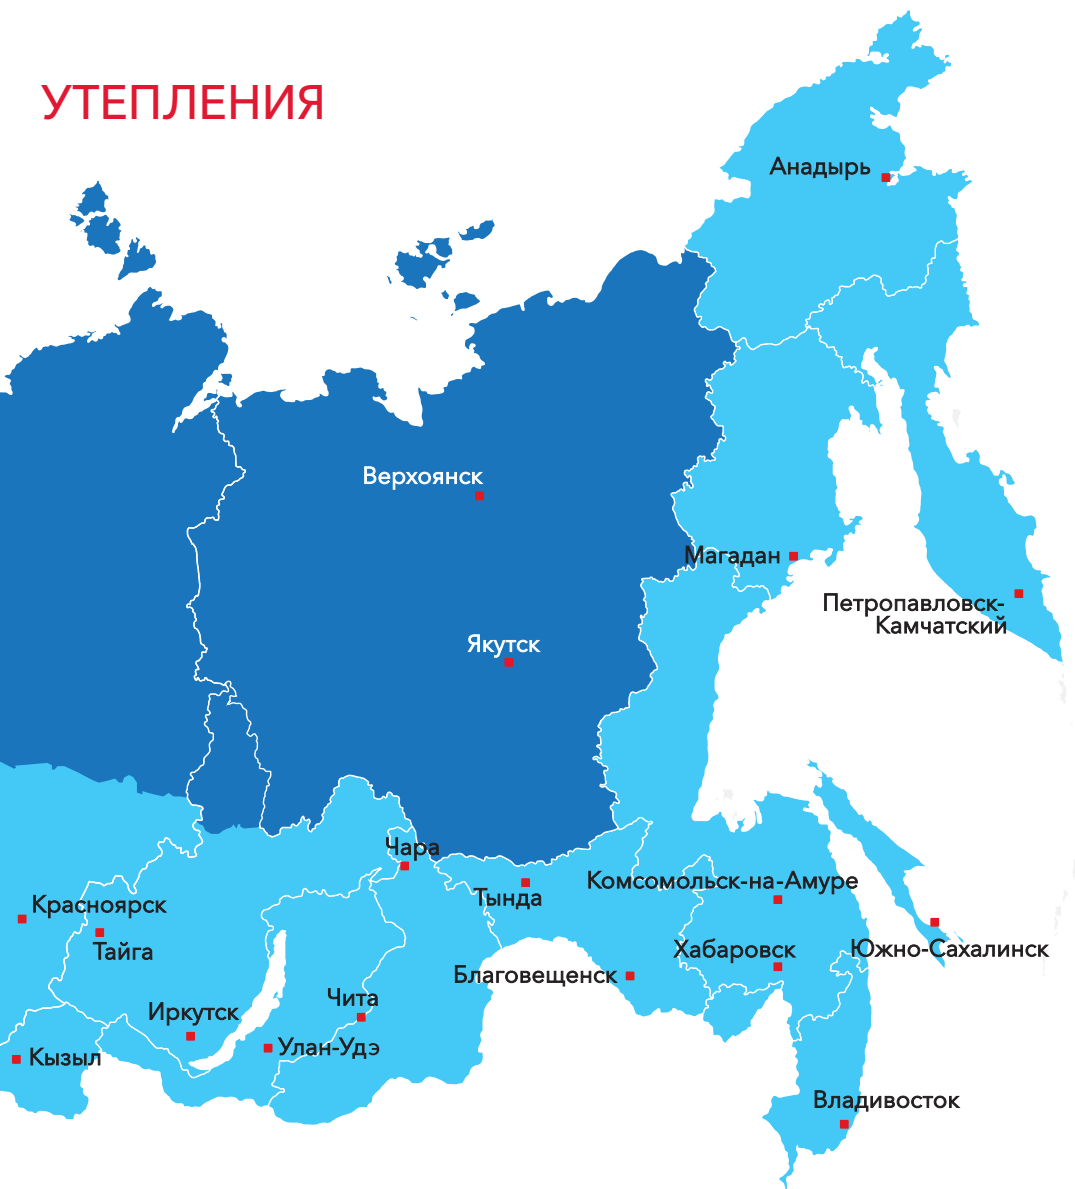 УТЕПЛЕНИЯ
Анадырь
Верхоянск
Магадан
Петропавловск-
Камчатский
Якутск
Чара
Комсомольск-на-Амуре
Тында
Красноярск
Тайга
Хабаровск
Южно-Сахалинск
Благовещенск
Чита
Иркутск
Улан-Удэ
Кызыл
Владивосток